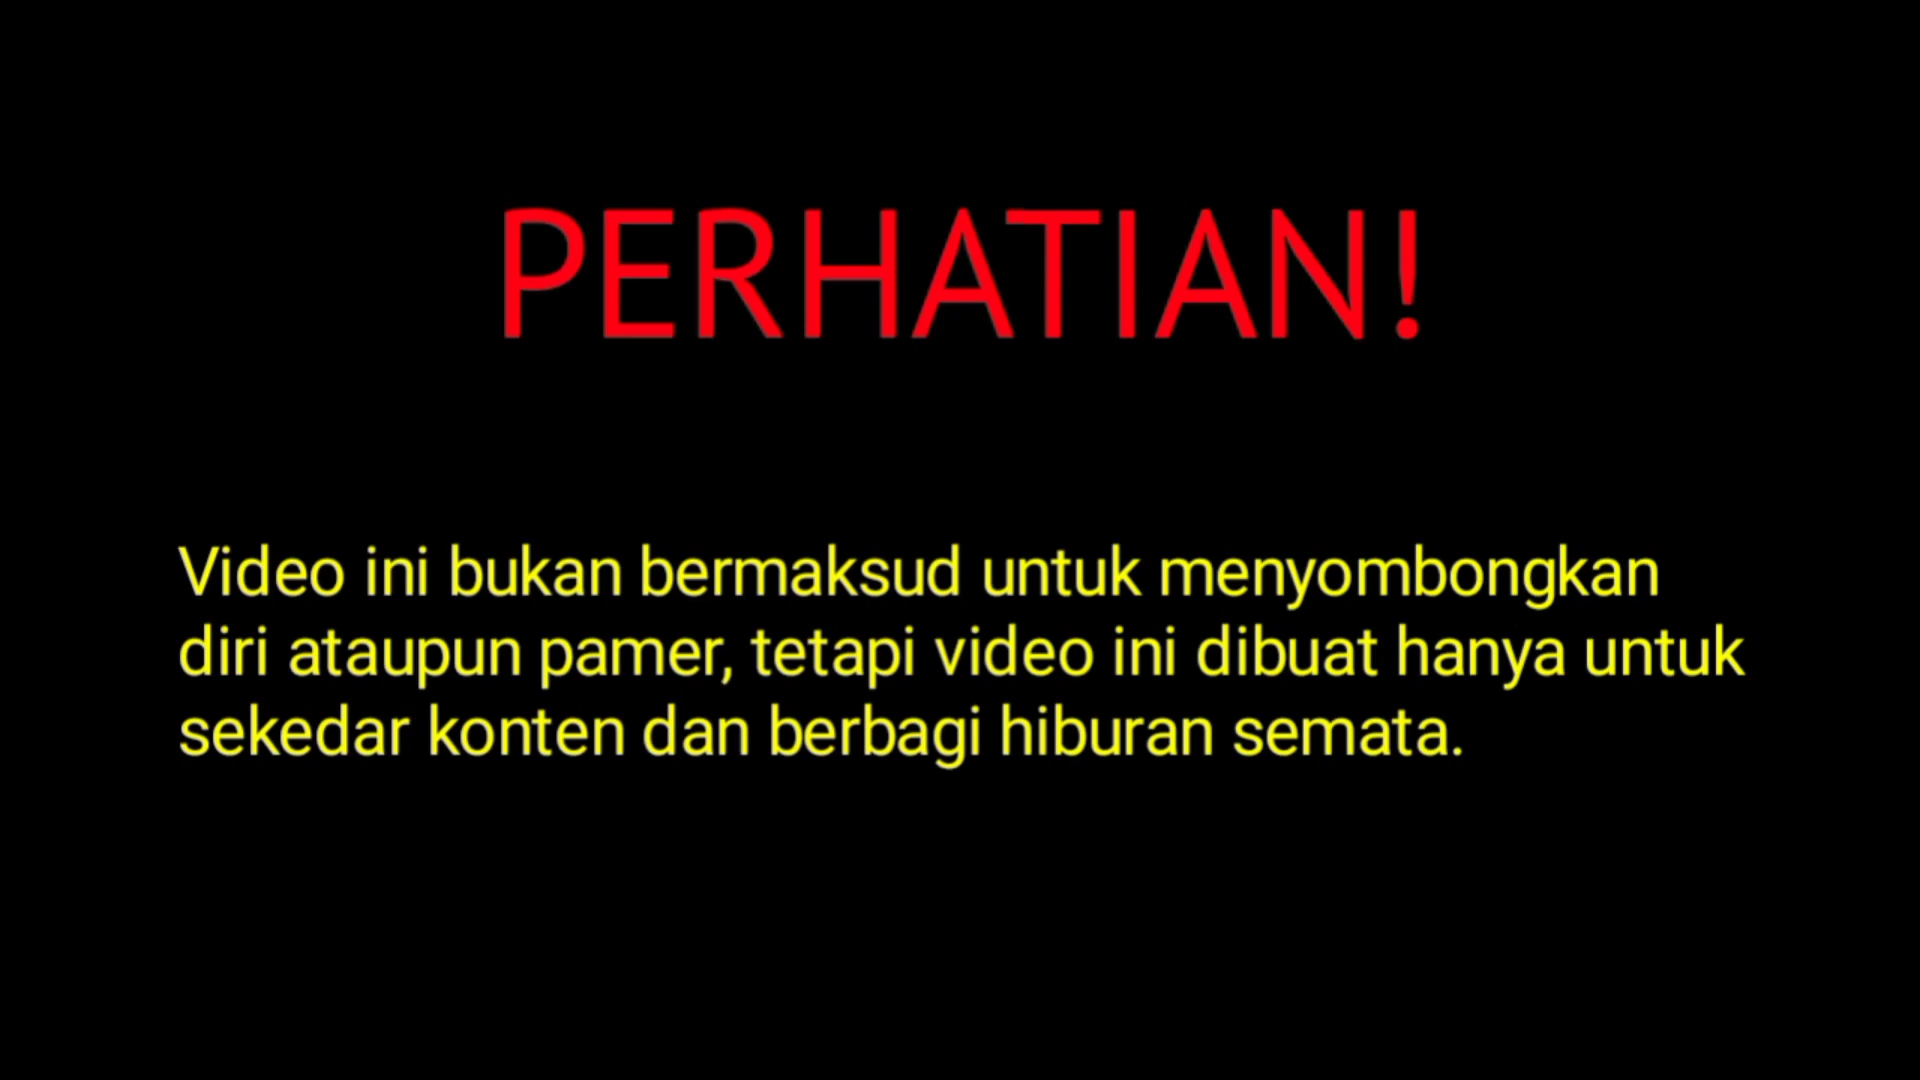 PERHATIAN!
Video ini bukan bermaksud untuk menyombongkan
diri ataupun pamer, tetapi video ini dibuat hanya untuk
sekedar konten dan berbagi hiburan semata.